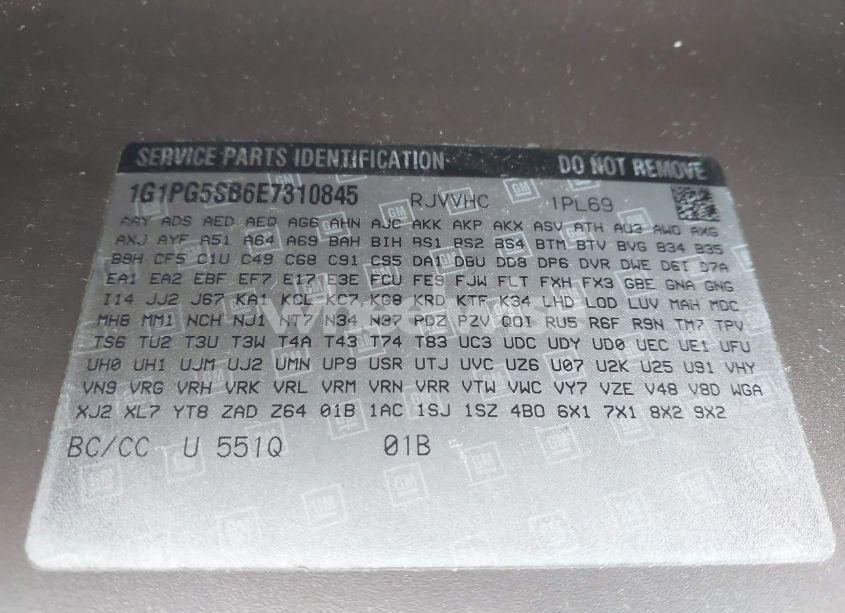 SERVICE PARTS IDENTIFICATION DO NOT REMOVE
1G1PG5SB6E7310845 RJVVHC 1PL69
AAY ADS AED AEQ AG6 AHN AJC AKK AKP AKX ASV ATH AU3 AWO AXG
AXJ AYF A51 A64 A69 BAH BIH BS1 BS2 BS4 BTM BTV BVG B34 B35
B9H CF5 C1U C49 C68 C91 C95 DA1 DBU DD8 DP6 DVR DWE D6I D7A
EA1 EA2 EBF EF7 E17 E3E FCU FE9 FJW FLT FXH FX3 GBE GNA GNG
I14 JJ2 J67 KA1 KCL KC7 KG8 KRD KTF K34 LHD LOD LUV MAH MDC
MH6 MM1 NCH NJ1 NT7 N34 N37 PDZ PZV QQI RU5 R6F R9N TM7 TPV
TS6 TU2 T3U T3W T4A T43 T74 T83 UC3 UDC UDY UD0 UEC UE1 UFU
UH0 UH1 UJM UJ2 UMN UP9 USR UTJ UVC UZ6 U07 U2K U25 U91 VHY
VN9 VRG VRH VRK VRL VRM VRN VRR VTW VWC VY7 VZE V48 V8D WGA
XJ2 XL7 YT8 ZAD Z64 01B 1AC 1SJ 1SZ 4BO 6X1 7X1 8X2 9X2
BC/CC U 551Q 01B